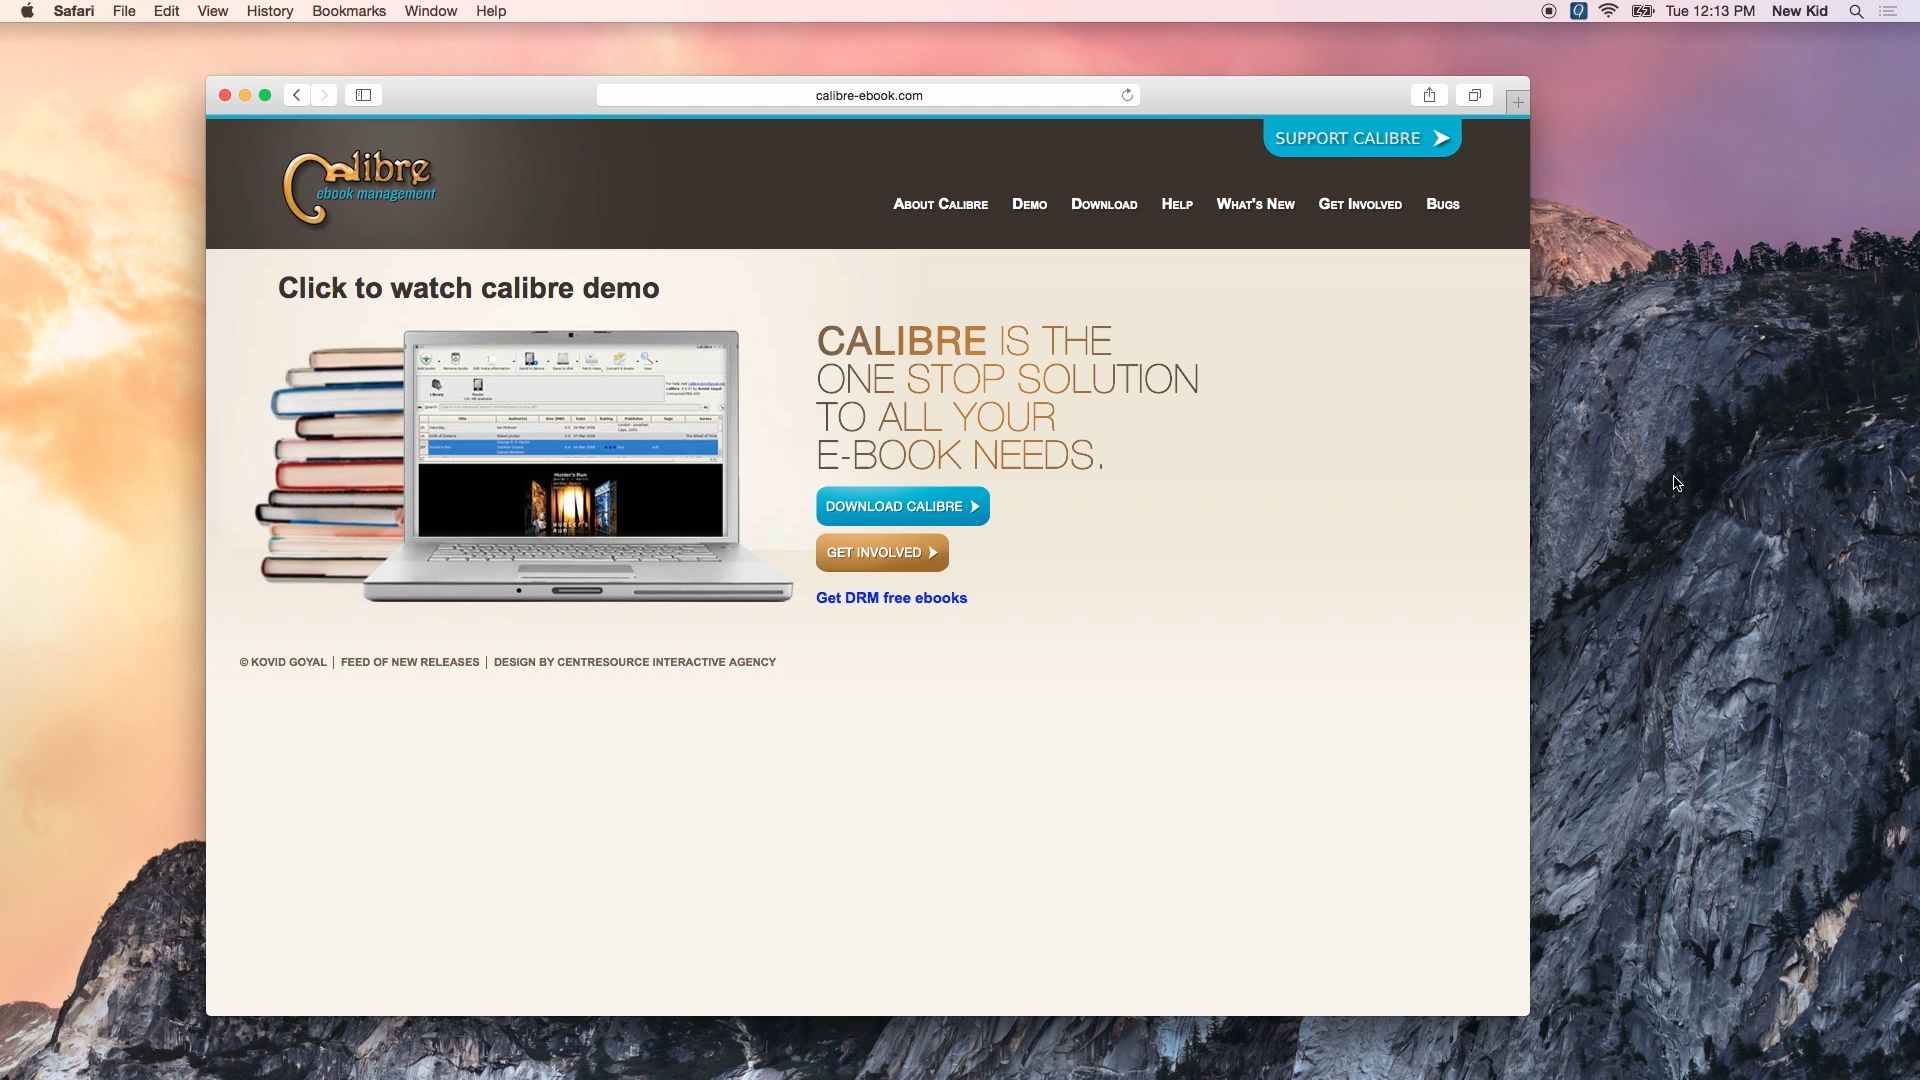 Safari File Edit View History Bookmarks Window Help
Tue 12:13 PM New Kid
calibre-ebook.com
SUPPORT CALIBRE
Calibre
ebook management
ABOUT CALIBRE DEMO DOWNLOAD HELP WHAT'S NEW GET INVOLVED BUGS
Click to watch calibre demo
CALIBRE IS THE
ONE STOP SOLUTION
TO ALL YOUR
E-BOOK NEEDS.
DOWNLOAD CALIBRE
GET INVOLVED
Get DRM free ebooks
© KOVID GOYAL | FEED OF NEW RELEASES | DESIGN BY CENTRESOURCE INTERACTIVE AGENCY